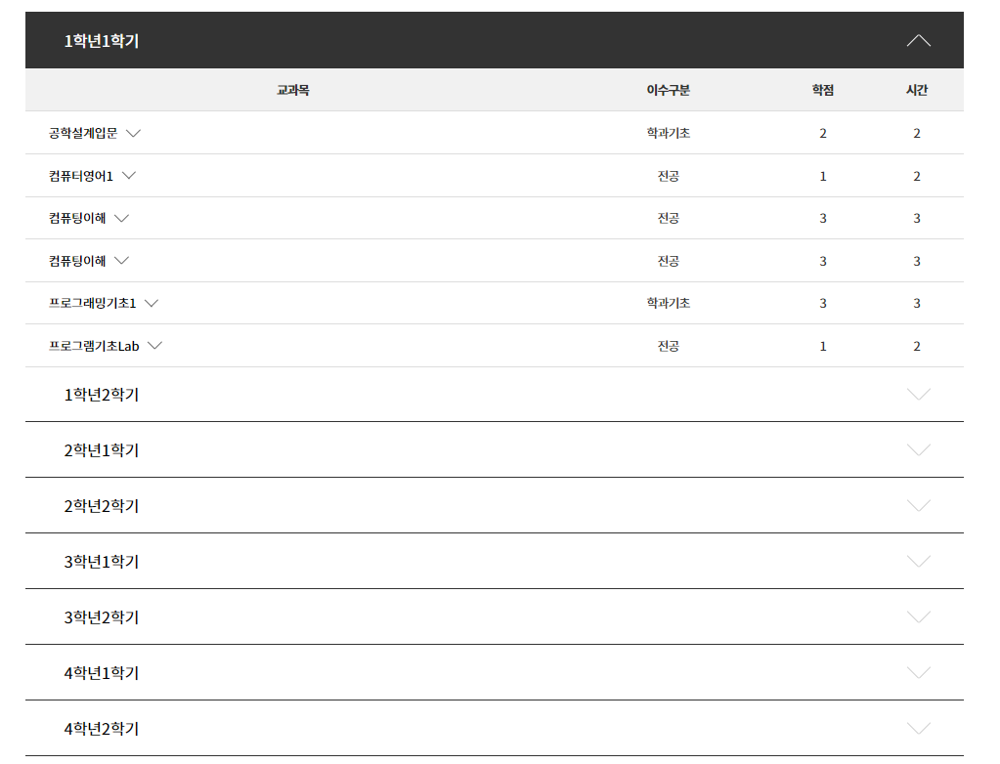 1학년1학기
교과목 이수구분 학점 시간
공학설계입문 학과기초 2 2
컴퓨터영어1 전공 1 2
컴퓨팅이해 전공 3 3
컴퓨팅이해 전공 3 3
프로그래밍기초1 학과기초 3 3
프로그램기초Lab 전공 1 2
1학년2학기
2학년1학기
2학년2학기
3학년1학기
3학년2학기
4학년1학기
4학년2학기